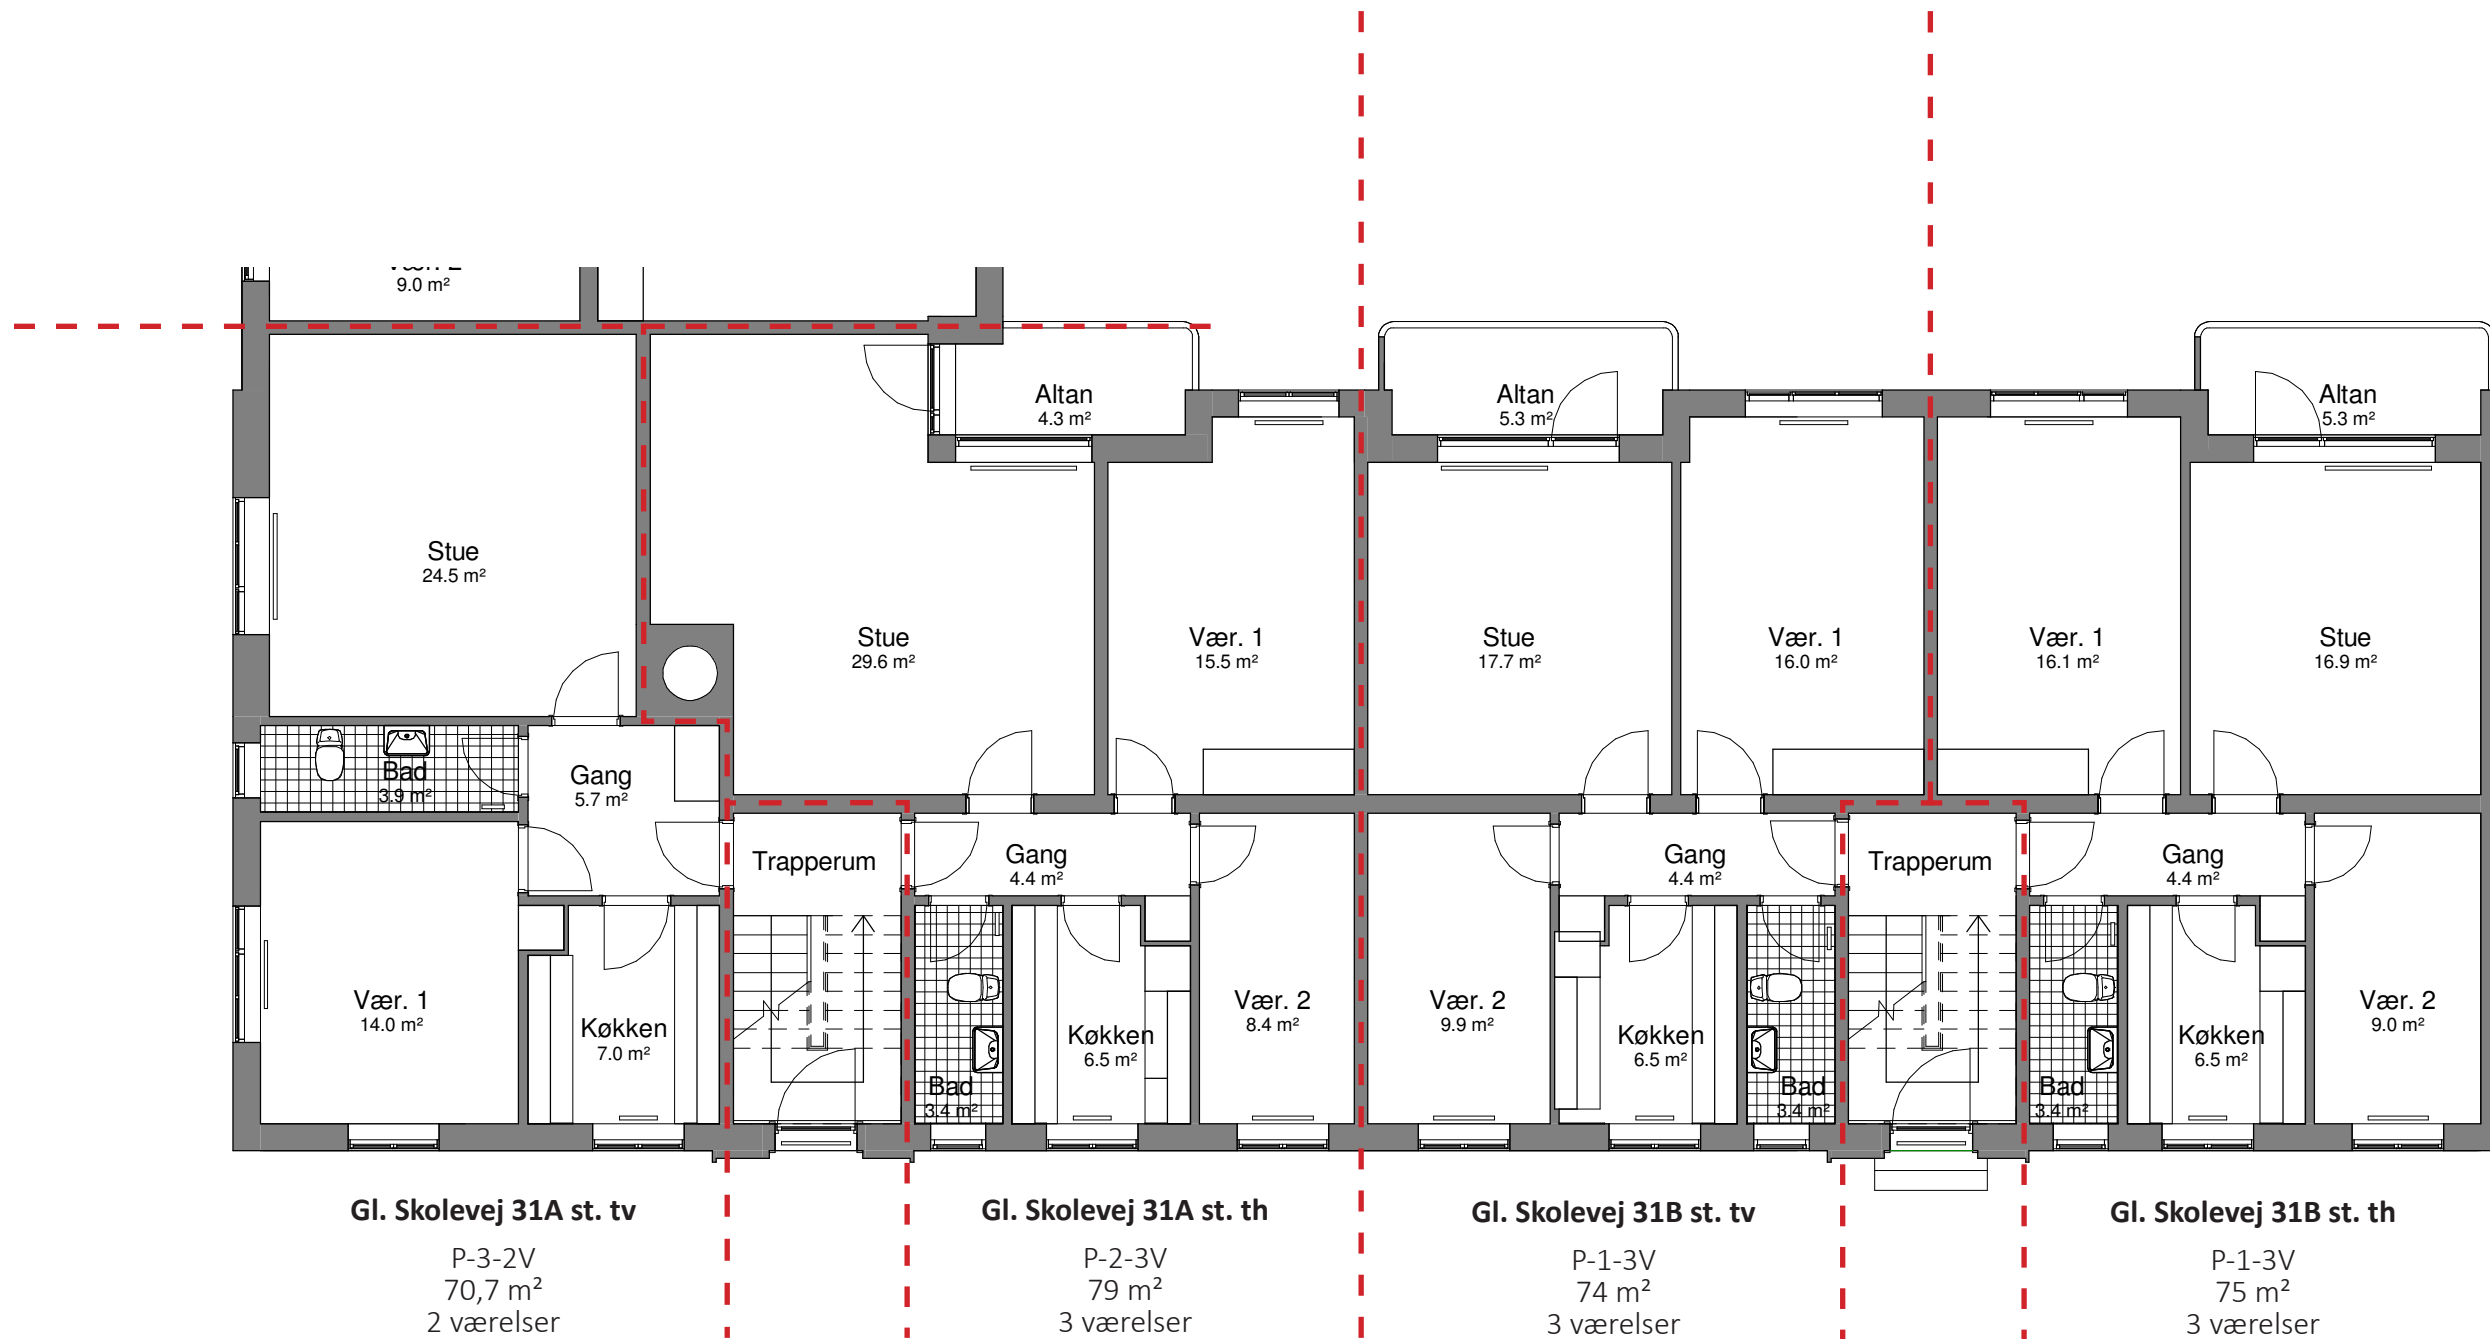 9.0 m²
Altan
4.3 m²
Altan
5.3 m²
Altan
5.3 m²
Stue
24.5 m²
Stue
29.6 m²
Vær. 1
15.5 m²
Stue
17.7 m²
Vær. 1
16.0 m²
Vær. 1
16.1 m²
Stue
16.9 m²
Bad
3.9 m²
Gang
5.7 m²
Trapperum
Gang
4.4 m²
Gang
4.4 m²
Trapperum
Gang
4.4 m²
Vær. 1
14.0 m²
Køkken
7.0 m²
Bad
3.4 m²
Køkken
6.5 m²
Vær. 2
8.4 m²
Vær. 2
9.9 m²
Køkken
6.5 m²
Bad
3.4 m²
Bad
3.4 m²
Køkken
6.5 m²
Vær. 2
9.0 m²
Gl. Skolevej 31A st. tv
P-3-2V
70,7 m²
2 værelser
Gl. Skolevej 31A st. th
P-2-3V
79 m²
3 værelser
Gl. Skolevej 31B st. tv
P-1-3V
74 m²
3 værelser
Gl. Skolevej 31B st. th
P-1-3V
75 m²
3 værelser